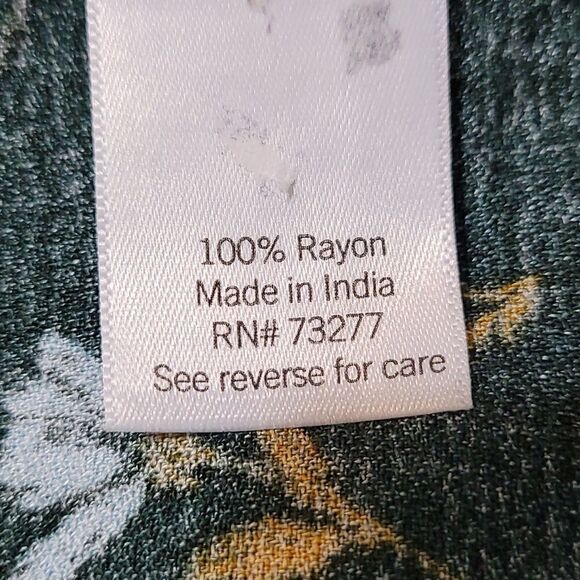 100% Rayon
Made in India
RN# 73277
See reverse for care